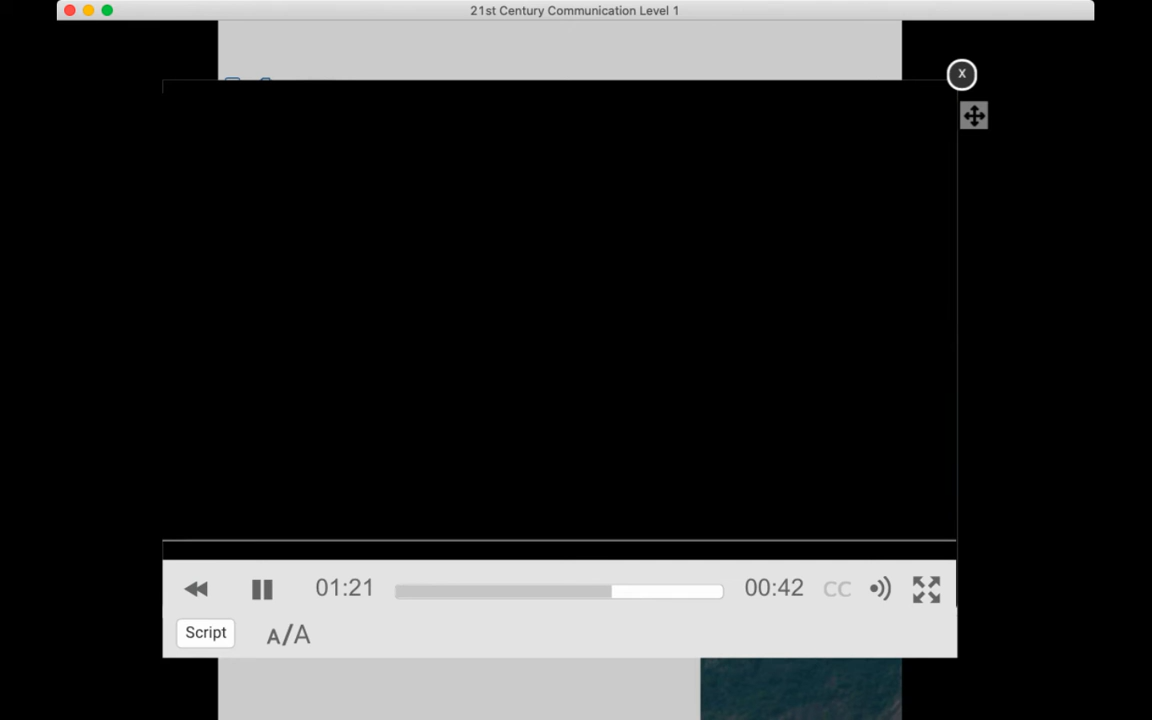 21st Century Communication Level 1
X
01:21
00:42
CC
Script
A/A